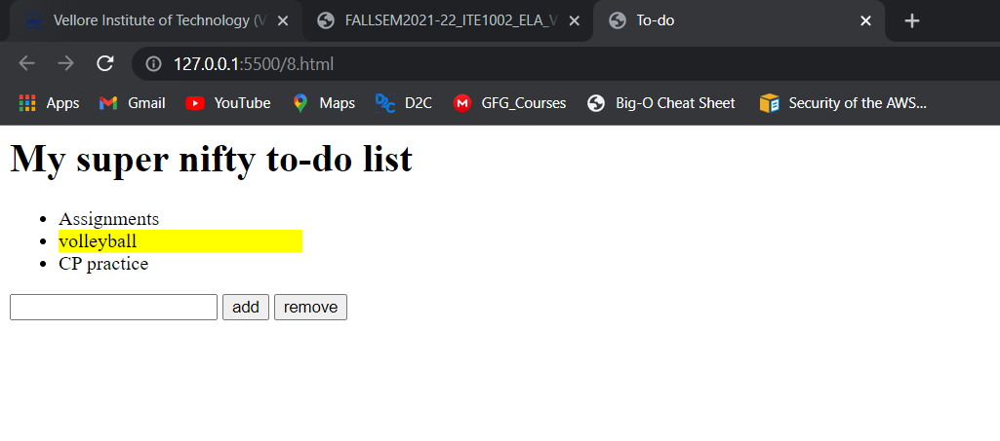 Vellore Institute of Technology (V
FALLSEM2021-22_ITE1002_ELA_V
To-do
127.0.0.1:5500/8.html
Apps
Gmail
YouTube
Maps
D2C
GFG_Courses
Big-O Cheat Sheet
Security of the AWS...
My super nifty to-do list
Assignments
volleyball
CP practice
add
remove